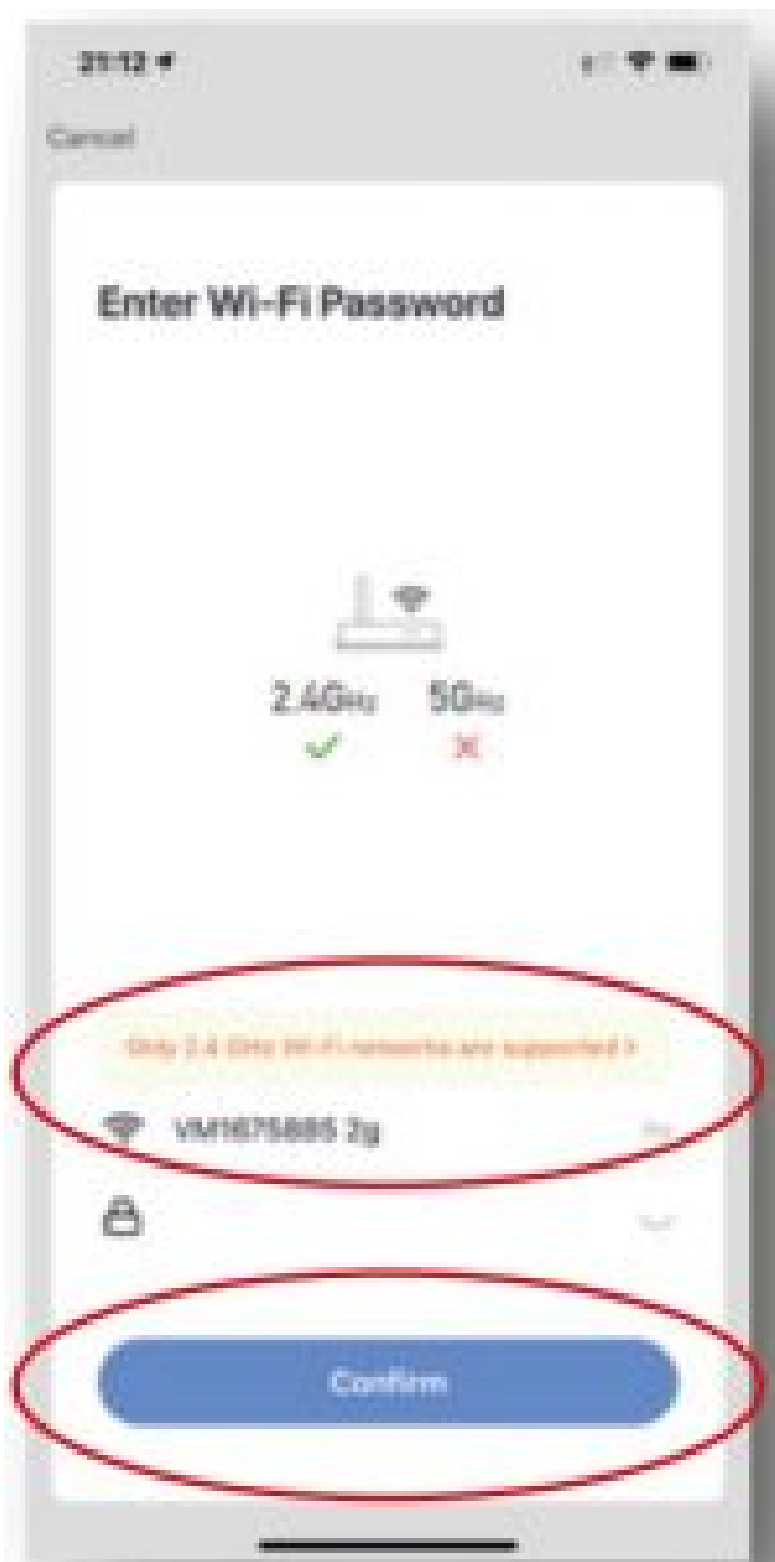 21:12
Cancel
Enter Wi-Fi Password
2.4GHz 5GHz
Only 2.4 GHz Wi-Fi networks are supported >
VM1675885 2g
Confirm